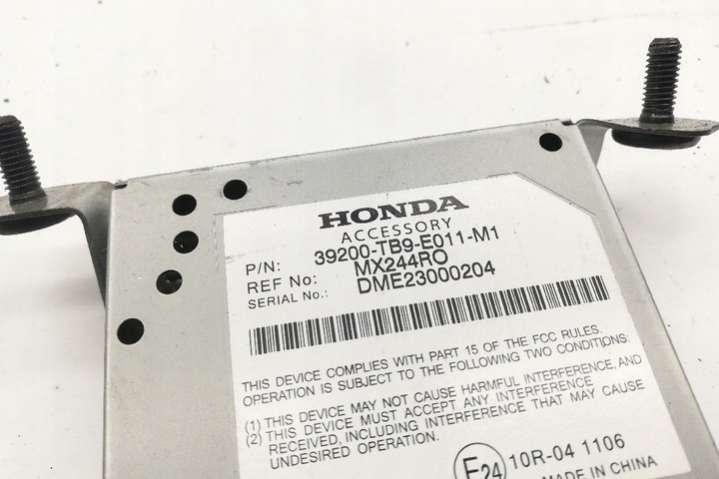 HONDA
ACCESSORY
P/N: 39200-TB9-E011-M1
REF No: MX244RO
SERIAL No.: DME23000204
THIS DEVICE COMPLIES WITH PART 15 OF THE FCC RULES.
OPERATION IS SUBJECT TO THE FOLLOWING TWO CONDITIONS:
(1) THIS DEVICE MAY NOT CAUSE HARMFUL INTERFERENCE, AND
(2) THIS DEVICE MUST ACCEPT ANY INTERFERENCE
RECEIVED, INCLUDING INTERFERENCE THAT MAY CAUSE
UNDESIRED OPERATION.
E24 10R-04 1106
MADE IN CHINA